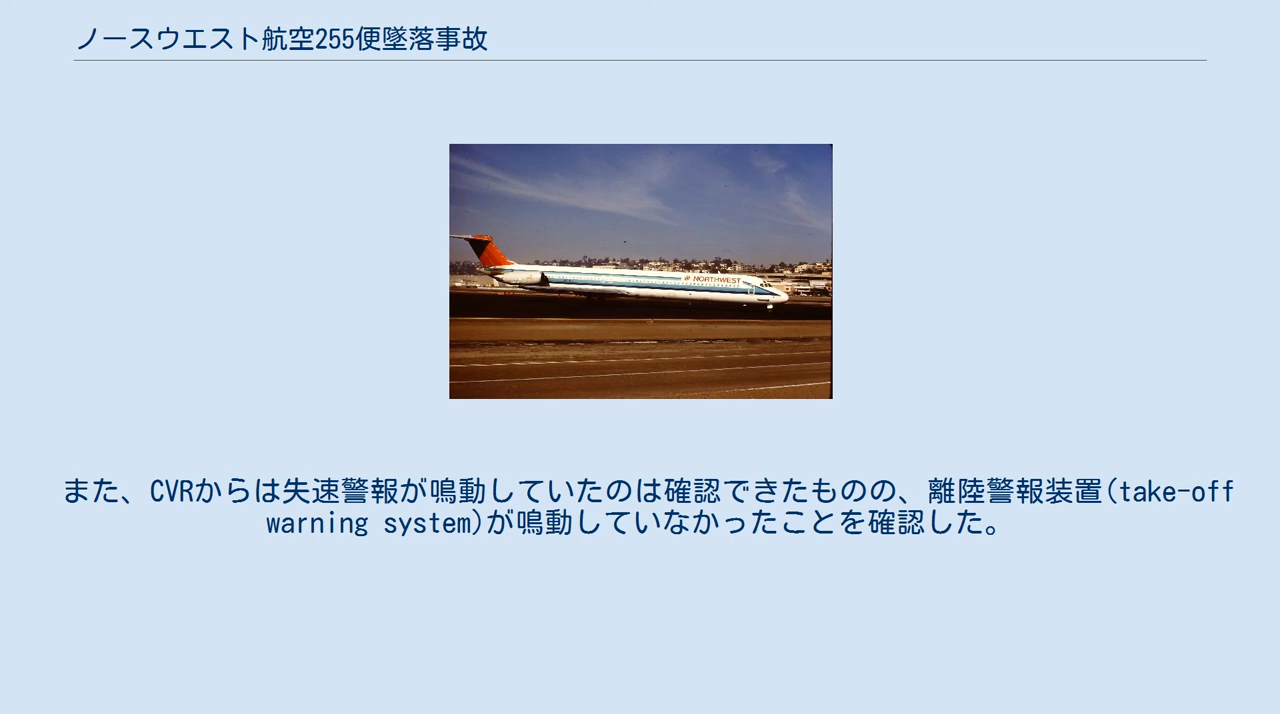 ノースウエスト航空255便墜落事故
NORTHWEST
また、CVRからは失速警報が鳴動していたのは確認できたものの、離陸警報装置(take-off
warning system)が鳴動していなかったことを確認した。